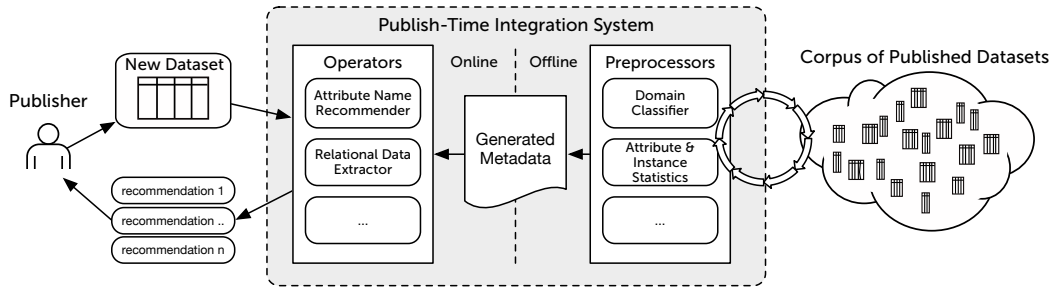 Publish-Time Integration System
Publisher
New Dataset
Operators
Attribute Name
Recommender
Relational Data
Extractor
...
recommendation 1
recommendation ..
recommendation n
Online
Offline
Generated
Metadata
Preprocessors
Domain
Classifier
Attribute &
Instance
Statistics
...
Corpus of Published Datasets